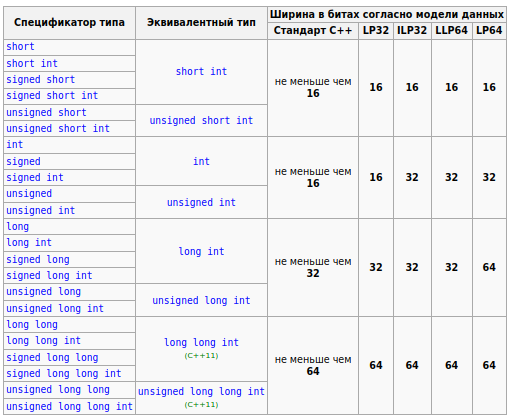 Спецификатор типа Эквивалентный тип Ширина в битах согласно модели данных
Стандарт C++ LP32 ILP32 LLP64 LP64
short short int не меньше чем 16 16 16 16 16
short int
signed short
signed short int
unsigned short unsigned short int
unsigned short int
int int не меньше чем 16 16 32 32 32
signed
signed int
unsigned unsigned int
unsigned int
long long int не меньше чем 32 32 32 32 64
long int
signed long
signed long int
unsigned long unsigned long int
unsigned long int
long long long long int (C++11) не меньше чем 64 64 64 64 64
long long int
signed long long
signed long long int
unsigned long long unsigned long long int (C++11)
unsigned long long int